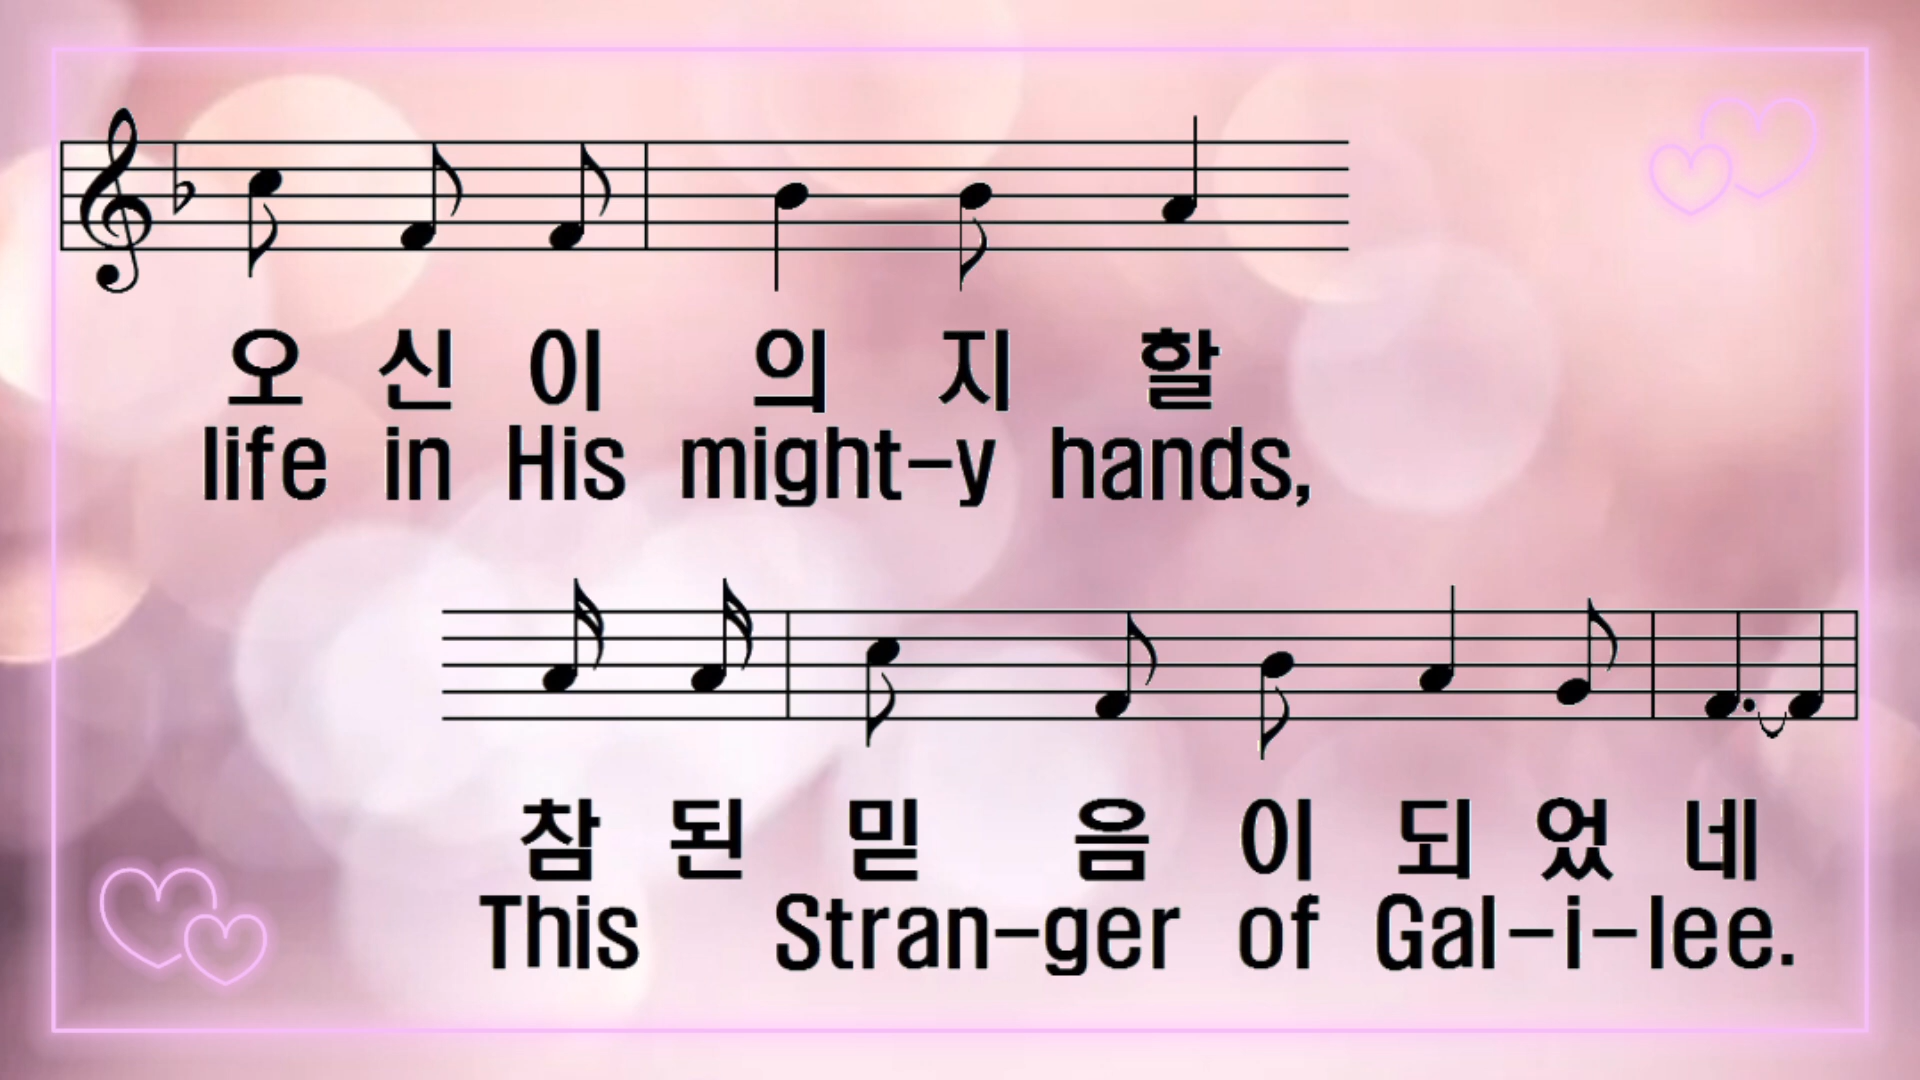 오 신 이 의 지 할
life in His might-y hands,
참 된 믿 음 이 되 었 네
This Stran-ger of Gal-i-lee.